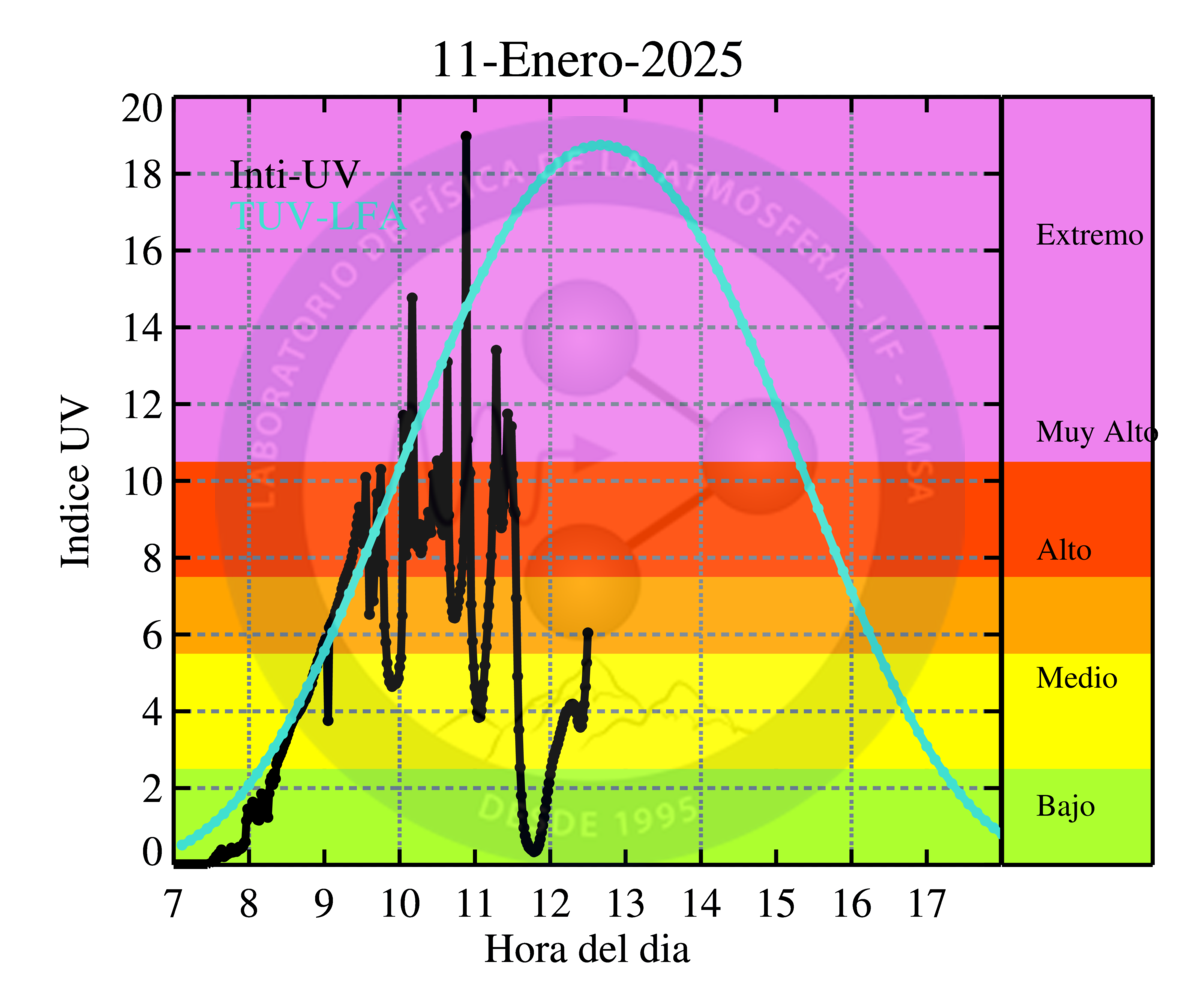 11-Enero-2025
20
18
16
14
12
10
8
6
4
2
0
Indice UV
Inti-UV
TUV-LFA
LABORATORIO DE FÍSICA DE LA ATMÓSFERA - IIF - UMSA
DESDE 1995
Extremo
Muy Alto
Alto
Medio
Bajo
7 8 9 10 11 12 13 14 15 16 17
Hora del dia